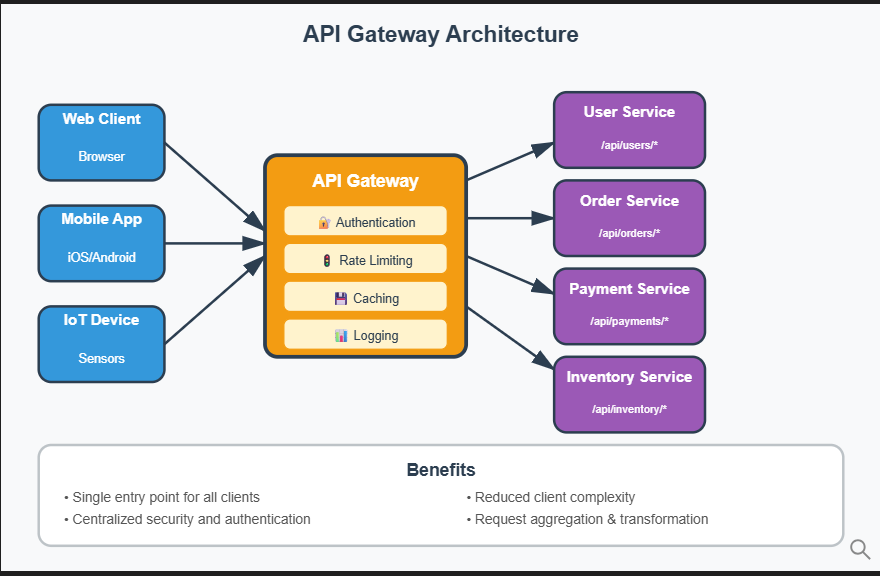 API Gateway Architecture
Web Client
Browser
Mobile App
iOS/Android
IoT Device
Sensors
API Gateway
Authentication
Rate Limiting
Caching
Logging
User Service
/api/users/*
Order Service
/api/orders/*
Payment Service
/api/payments/*
Inventory Service
/api/inventory/*
Benefits
• Single entry point for all clients
• Centralized security and authentication
• Reduced client complexity
• Request aggregation & transformation